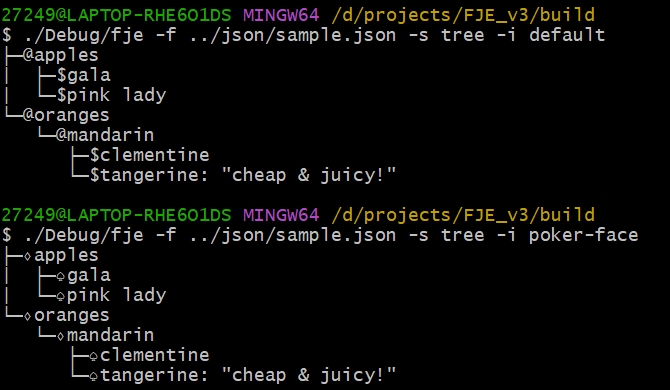 27249@LAPTOP-RHE6O1DS MINGW64 /d/projects/FJE_v3/build
$ ./Debug/fje -f ../json/sample.json -s tree -i default
├─@apples
│  ├─$gala
│  └─$pink lady
└─@oranges
   └─@mandarin
      ├─$clementine
      └─$tangerine: "cheap & juicy!"

27249@LAPTOP-RHE6O1DS MINGW64 /d/projects/FJE_v3/build
$ ./Debug/fje -f ../json/sample.json -s tree -i poker-face
├─♢apples
│  ├─♤gala
│  └─♤pink lady
└─♢oranges
   └─♢mandarin
      ├─♤clementine
      └─♤tangerine: "cheap & juicy!"